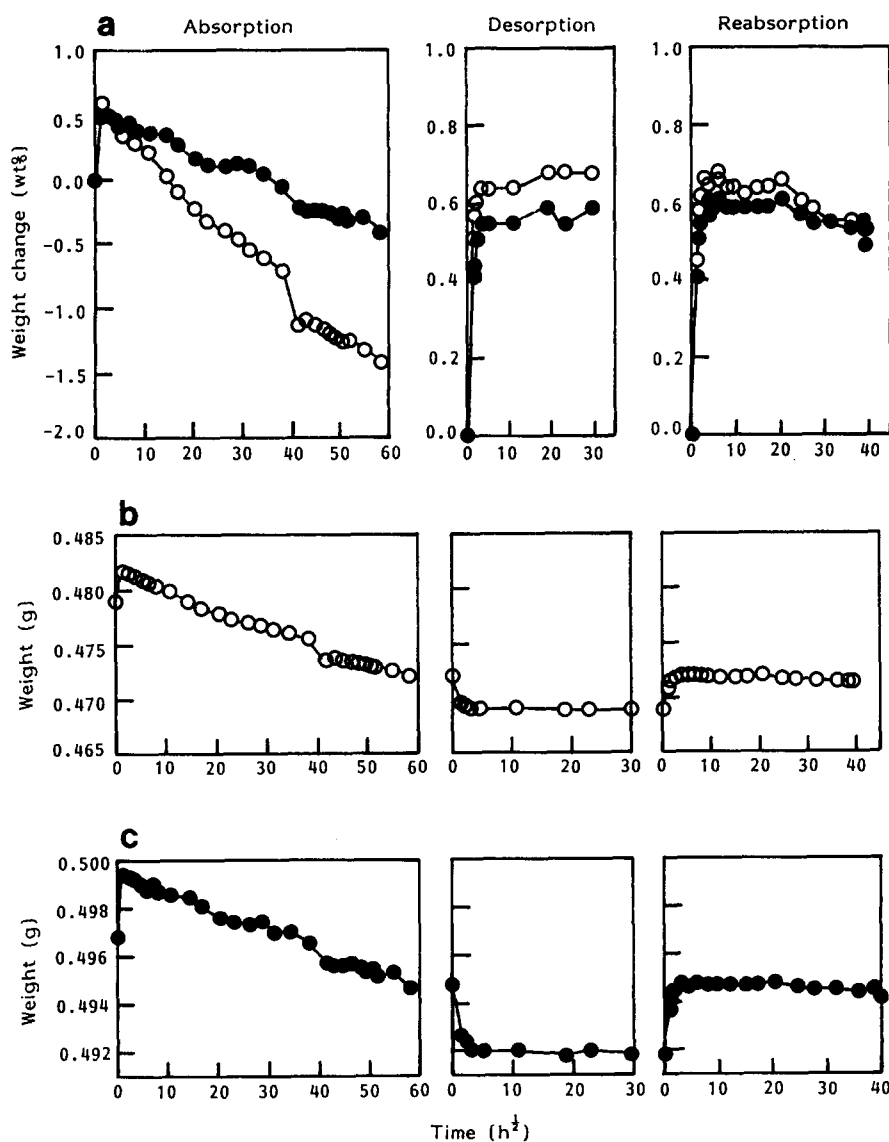 a
Absorption
Desorption
Reabsorption
Weight change (wt%)
1.0
0.5
0.0
-0.5
-1.0
-1.5
-2.0
0 10 20 30 40 50 60
1.0
0.8
0.6
0.4
0.2
0.0
0 10 20 30
1.0
0.8
0.6
0.4
0.2
0.0
0 10 20 30 40
b
Weight (g)
0.485
0.480
0.475
0.470
0.465
0 10 20 30 40 50 60
0 10 20 30
0 10 20 30 40
c
Weight (g)
0.500
0.498
0.496
0.494
0.492
0 10 20 30 40 50 60
0 10 20 30
0 10 20 30 40
Time (h½)